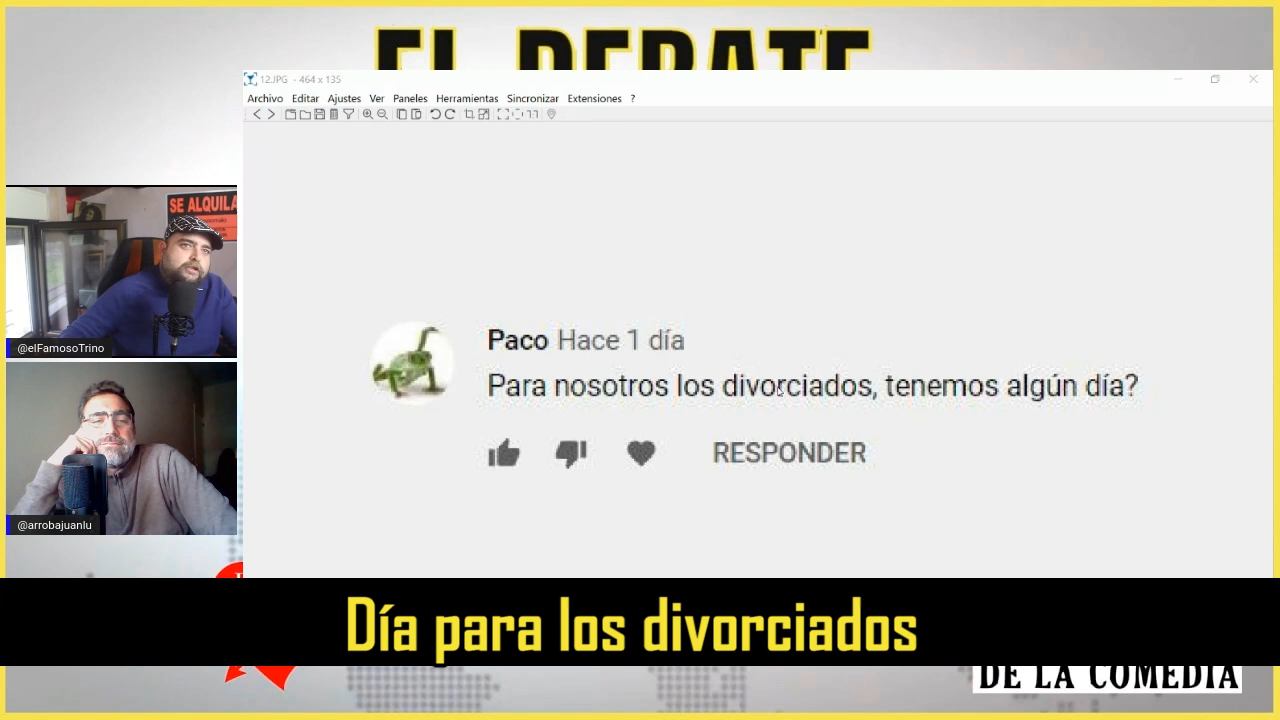 EL DEBATE
12.JPG - 464 x 135
Archivo Editar Ajustes Ver Paneles Herramientas Sincronizar Extensiones ?
SE ALQUILA
@elFamosoTrino
Paco Hace 1 día
Para nosotros los divorciados, tenemos algún día?
RESPONDER
@arrobajuanlu
Día para los divorciados
DE LA COMEDIA